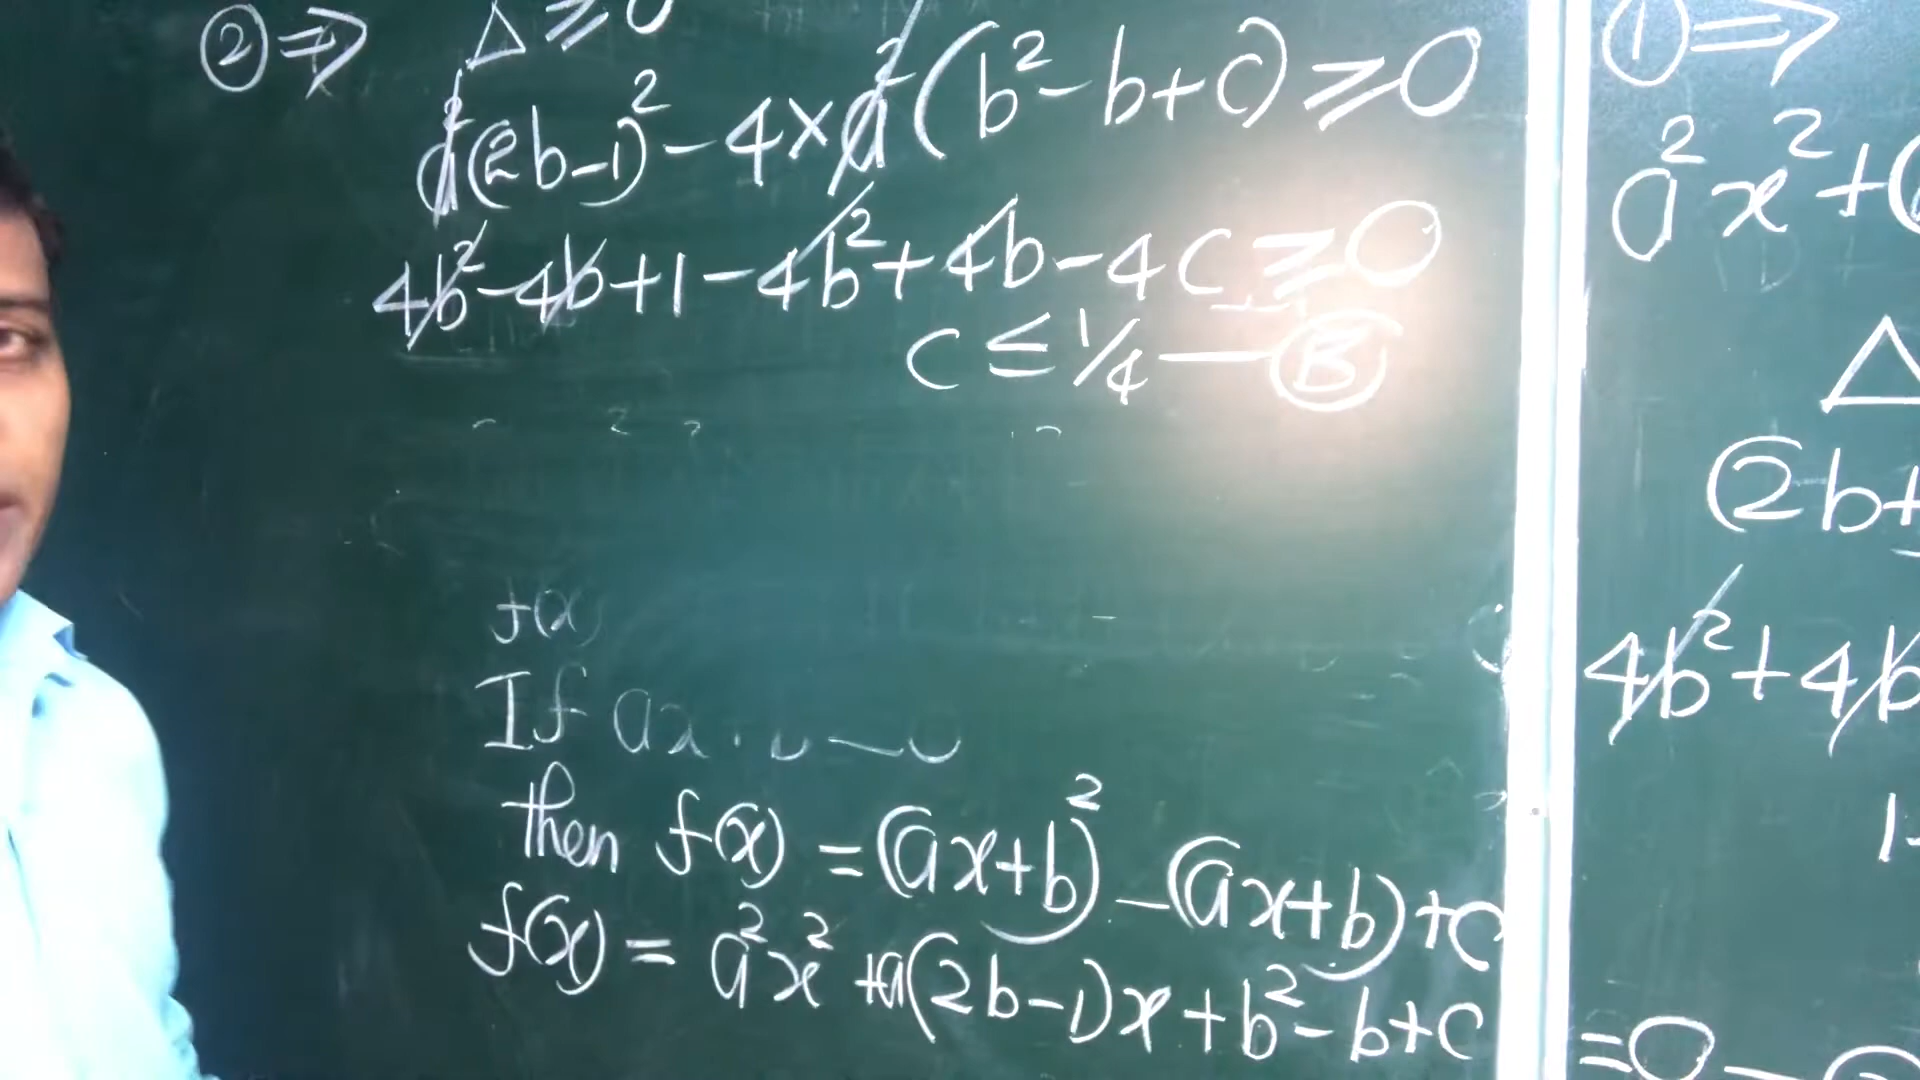 ② ⇒ Δ ≥ 0
a²(2b-1)² - 4×a²(b² - b + c) ≥ 0
4b² - 4b + 1 - 4b² + 4b - 4c ≥ 0
c ≤ 1/4 — Ⓑ
f(x)
If ax
then f(x) = (ax+b)² - (ax+b) + c
f(x) = a²x² + a(2b-1)x + b² - b + c
① ⇒
a²x² + (
Δ
(2b+
4b² + 4b
1-
= 0 —